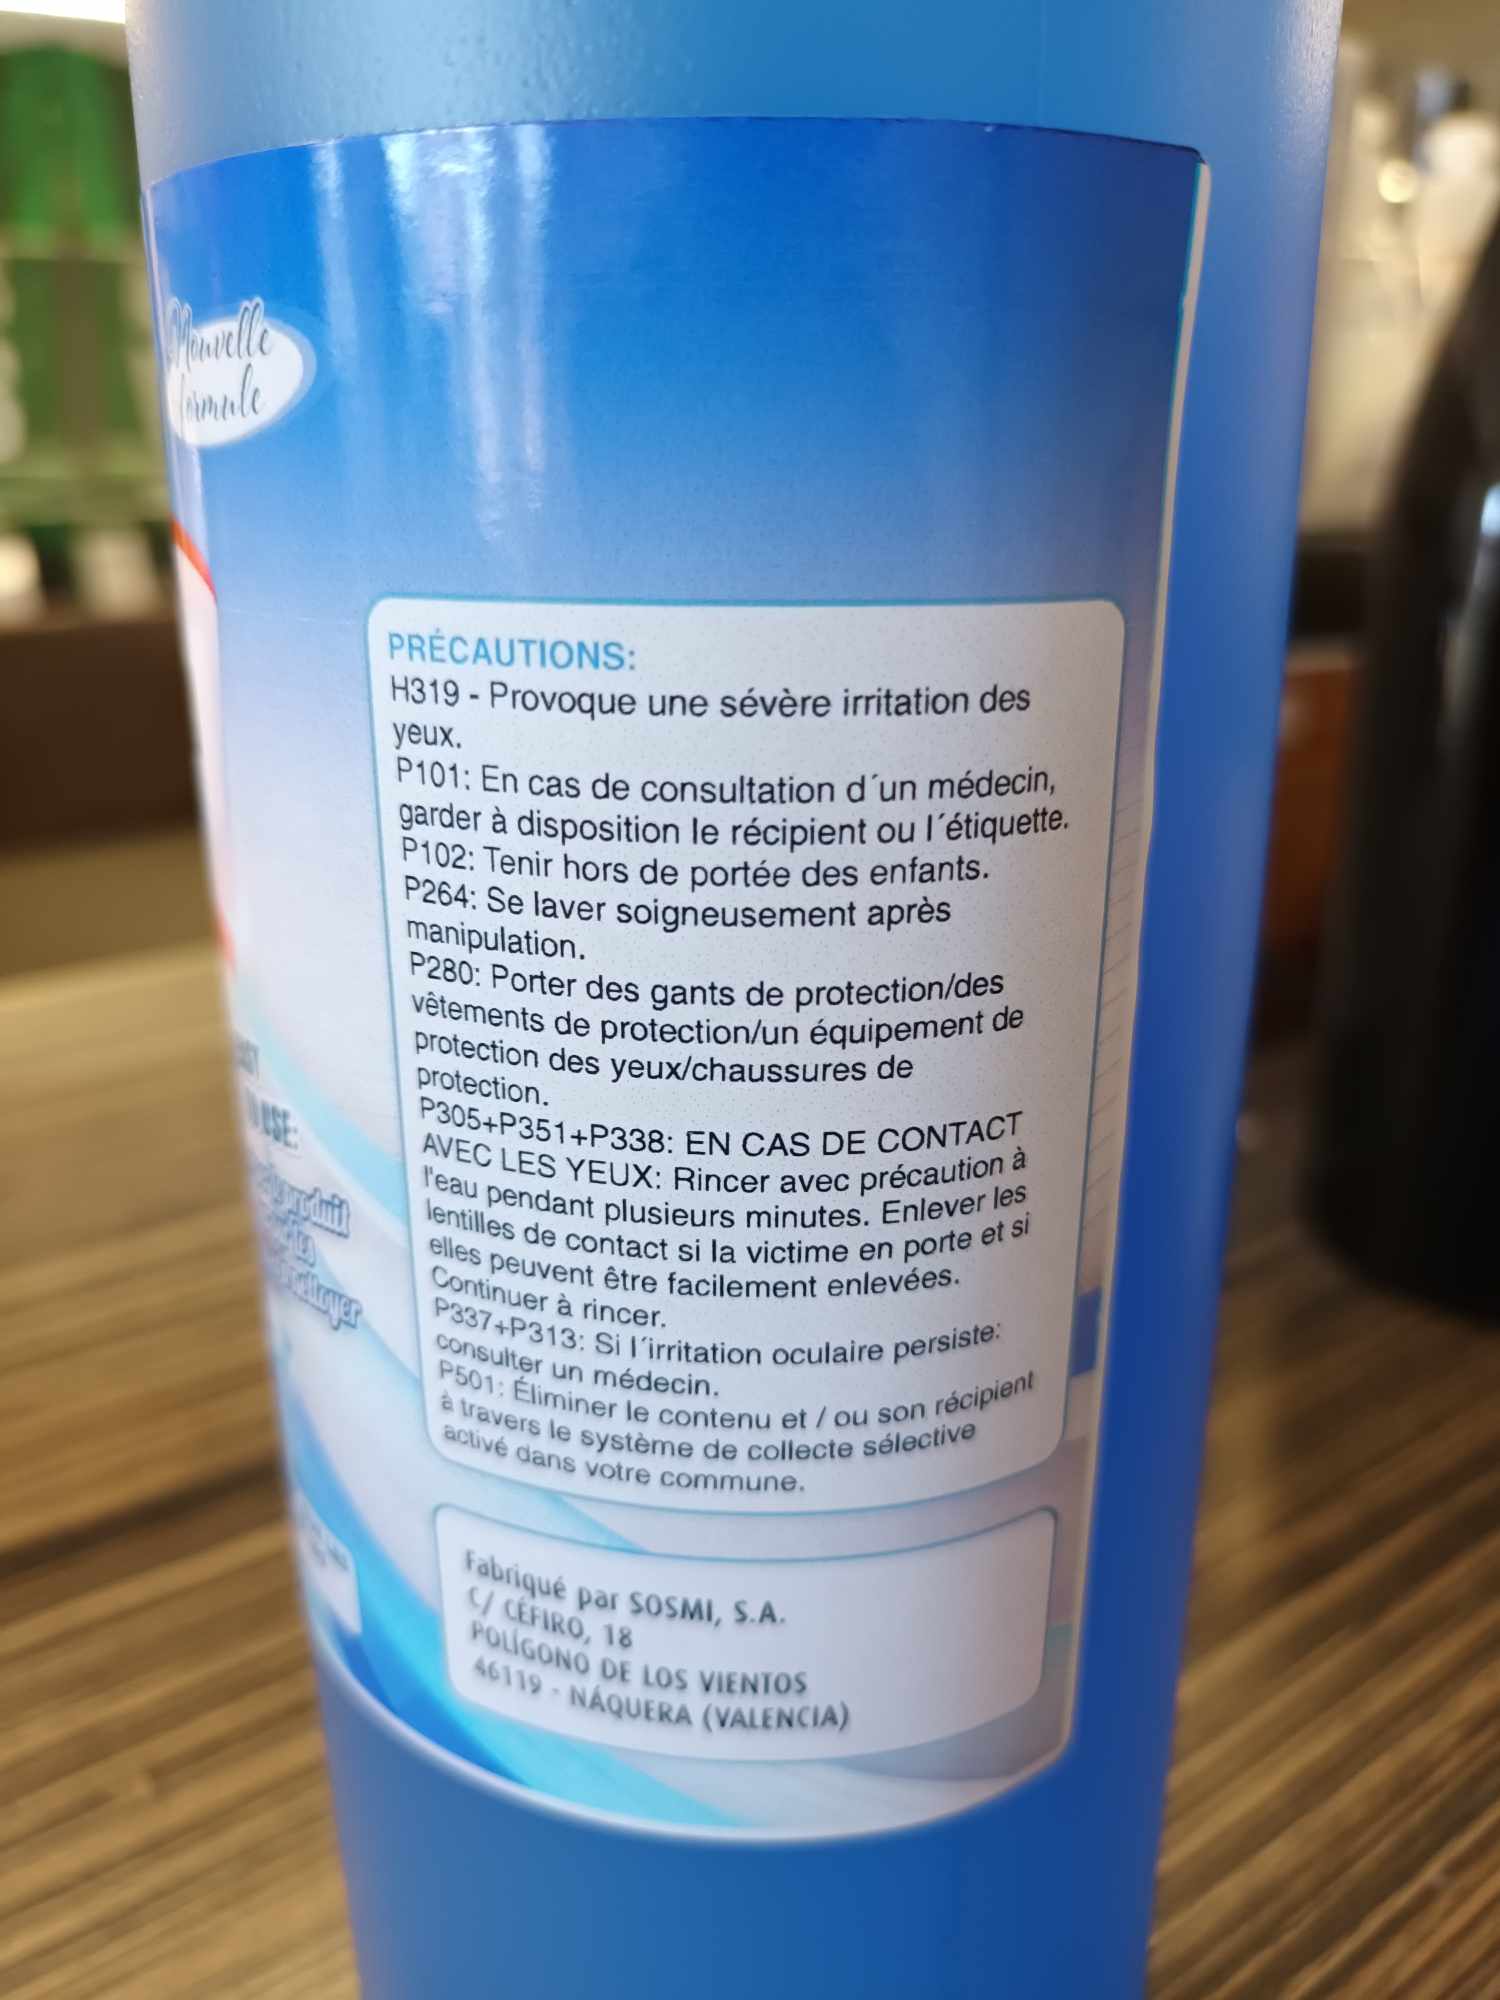 Nouvelle
formule
PRÉCAUTIONS:
H319 - Provoque une sévère irritation des
yeux.
P101: En cas de consultation d´un médecin,
garder à disposition le récipient ou l´étiquette.
P102: Tenir hors de portée des enfants.
P264: Se laver soigneusement après
manipulation.
P280: Porter des gants de protection/des
vêtements de protection/un équipement de
protection des yeux/chaussures de
protection.
P305+P351+P338: EN CAS DE CONTACT
AVEC LES YEUX: Rincer avec précaution à
l'eau pendant plusieurs minutes. Enlever les
lentilles de contact si la victime en porte et si
elles peuvent être facilement enlevées.
Continuer à rincer.
P337+P313: Si l´irritation oculaire persiste:
consulter un médecin.
P501: Éliminer le contenu et / ou son récipient
à travers le système de collecte sélective
activé dans votre commune.
USE:
produit
Fabriqué par SOSMI, S.A.
C/ CÉFIRO, 18
POLÍGONO DE LOS VIENTOS
46119 - NÁQUERA (VALENCIA)